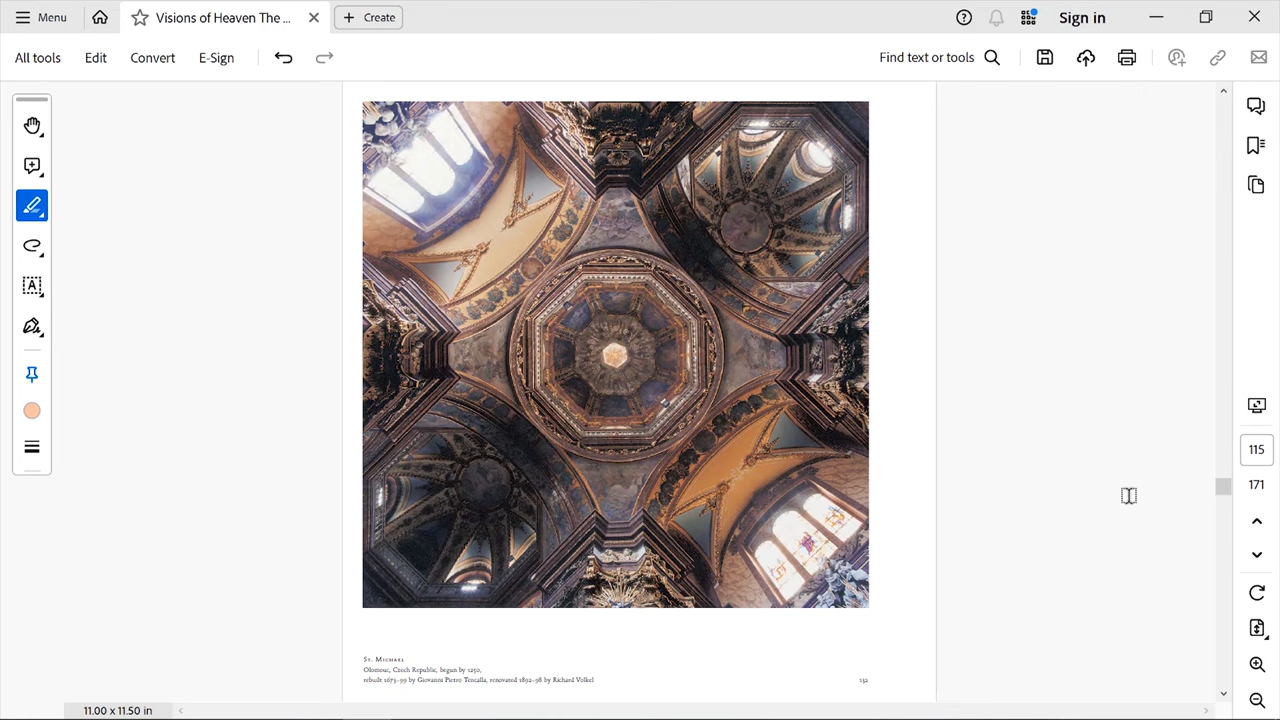 Menu
Visions of Heaven The ...
Create
Sign in
All tools
Edit
Convert
E-Sign
Find text or tools
115
171
St. Michael
Olomouc, Czech Republic, begun by 1250,
rebuilt 1673–99 by Giovanni Pietro Tencalla, renovated 1892–98 by Richard Völkel
132
11.00 x 11.50 in